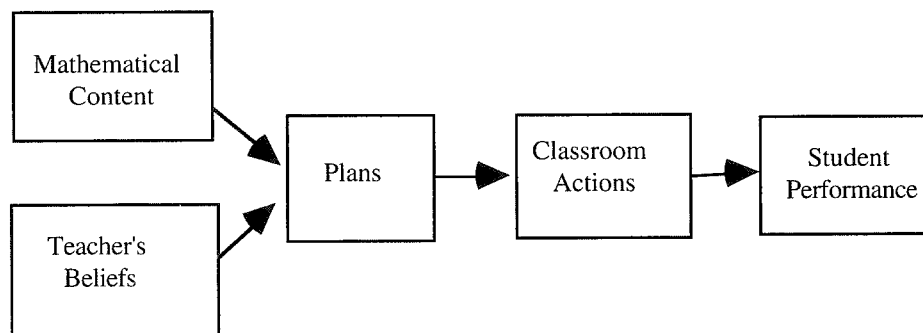 Mathematical
Content
Teacher's
Beliefs
Plans
Classroom
Actions
Student
Performance